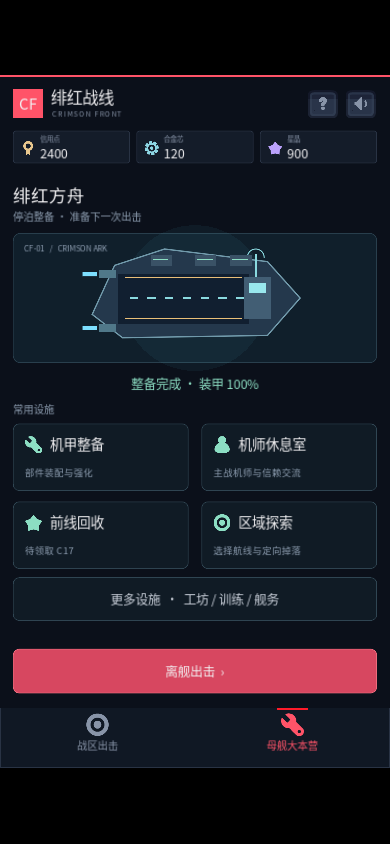 CF
绯红战线
CRIMSON FRONT
?
信用点
2400
合金芯
120
星晶
900
绯红方舟
停泊整备 · 准备下一次出击
CF-01 / CRIMSON ARK
整备完成 · 装甲 100%
常用设施
机甲整备
部件装配与强化
机师休息室
主战机师与信赖交流
前线回收
待领取 C17
区域探索
选择航线与定向掉落
更多设施 · 工坊 / 训练 / 舰务
离舰出击 ›
战区出击
母舰大本营